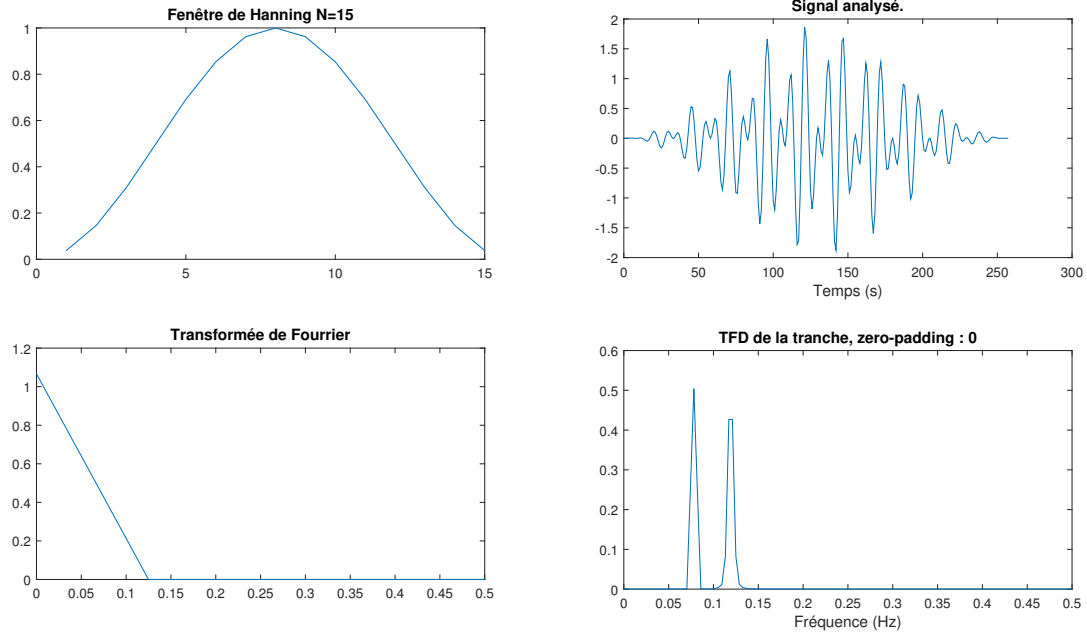 Fenêtre de Hanning N=15
1
0.8
0.6
0.4
0.2
0
0 5 10 15
Signal analysé.
2
1.5
1
0.5
0
-0.5
-1
-1.5
-2
0 50 100 150 200 250 300
Temps (s)
Transformée de Fourrier
1.2
1
0.8
0.6
0.4
0.2
0
0 0.05 0.1 0.15 0.2 0.25 0.3 0.35 0.4 0.45 0.5
TFD de la tranche, zero-padding : 0
0.6
0.5
0.4
0.3
0.2
0.1
0
0 0.05 0.1 0.15 0.2 0.25 0.3 0.35 0.4 0.45 0.5
Fréquence (Hz)